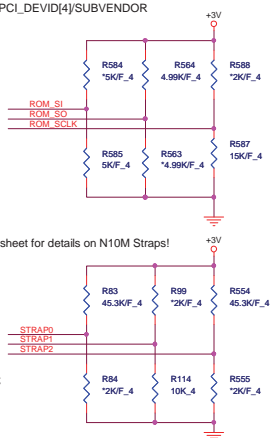 PCI_DEVID[4]/SUBVENDOR
+3V
R584 R564 R588
*5K/F_4 4.99K/F_4 *2K/F_4
ROM_SI
ROM_SO
ROM_SCLK
R585 R563 R587
5K/F_4 *4.99K/F_4 15K/F_4
sheet for details on N10M Straps!
+3V
R83 R99 R554
45.3K/F_4 *2K/F_4 45.3K/F_4
STRAP0
STRAP1
STRAP2
R84 R114 R555
*2K/F_4 10K_4 *2K/F_4